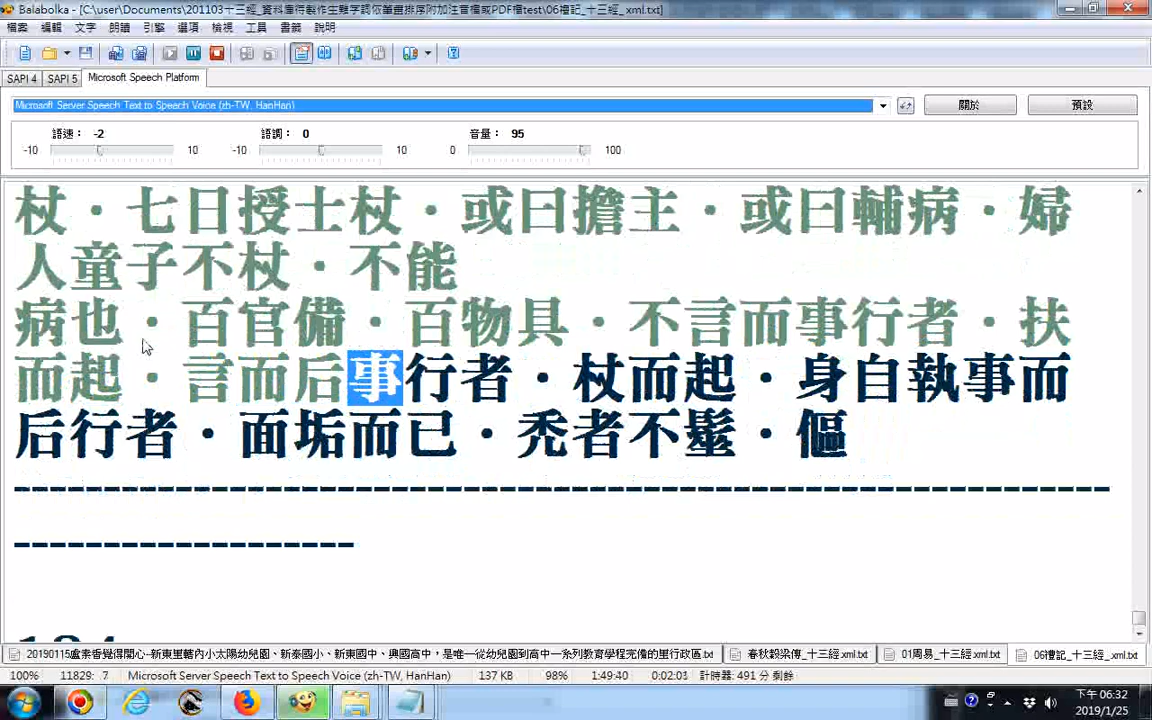 Balabolka - [C:\user\Documents\201103十三經_資料庫待製作生難字詞依筆畫排序附加注音檔或PDF檔test\06禮記_十三經_xml.txt]
檔案 編輯 文字 朗讀 引擎 選項 檢視 工具 書籤 說明
SAPI 4 SAPI 5 Microsoft Speech Platform
Microsoft Server Speech Text to Speech Voice (zh-TW, HanHan)
關於 預設
語速: -2 語調: 0 音量: 95
-10 10 -10 10 0 100
杖·七日授士杖·或曰擔主·或曰輔病·婦
人童子不杖·不能
病也·百官備·百物具·不言而事行者·扶
而起·言而后事行者·杖而起·身自執事而
后行者·面垢而已·禿者不髽·傴
20190115盧素香覺得開心--新東里轄內小太陽幼兒園、新泰國小、新東國中、興國高中,是唯一從幼兒園到高中一系列教育學程完備的里行政區.txt 春秋穀梁傳_十三經.txt 01周易_十三經xml.txt 06禮記_十三經_ xml.txt
100% 11829: 7 Microsoft Server Speech Text to Speech Voice (zh-TW, HanHan) 137 KB 98% 1:49:40 0:02:03 計時器: 491 分 剩餘
下午 06:32
2019/1/25